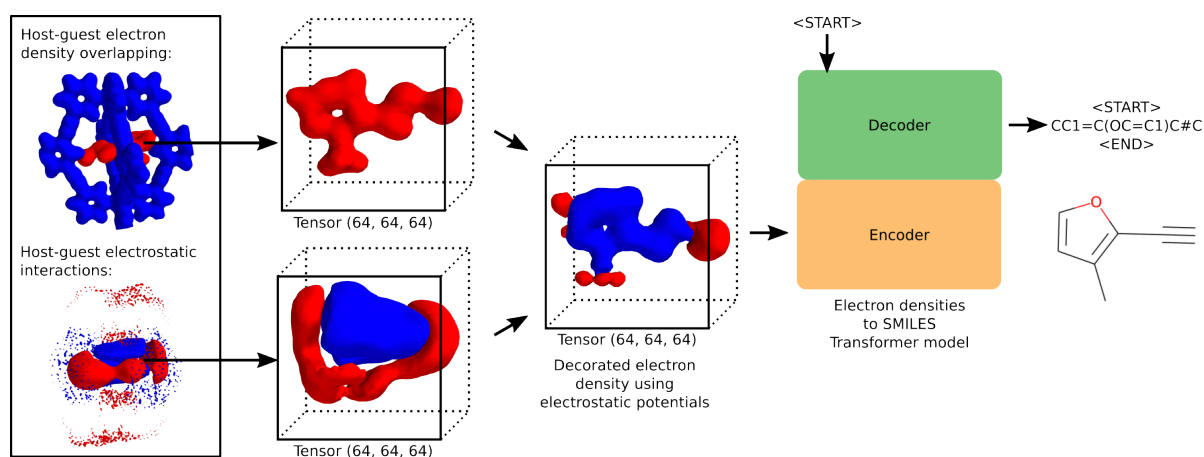 Host-guest electron
density overlapping:
Tensor (64, 64, 64)
Host-guest electrostatic
interactions:
Tensor (64, 64, 64)
Tensor (64, 64, 64)
Decorated electron
density using
electrostatic potentials
<START>
Decoder
Encoder
Electron densities
to SMILES
Transformer model
<START>
CC1=C(OC=C1)C#C
<END>
O